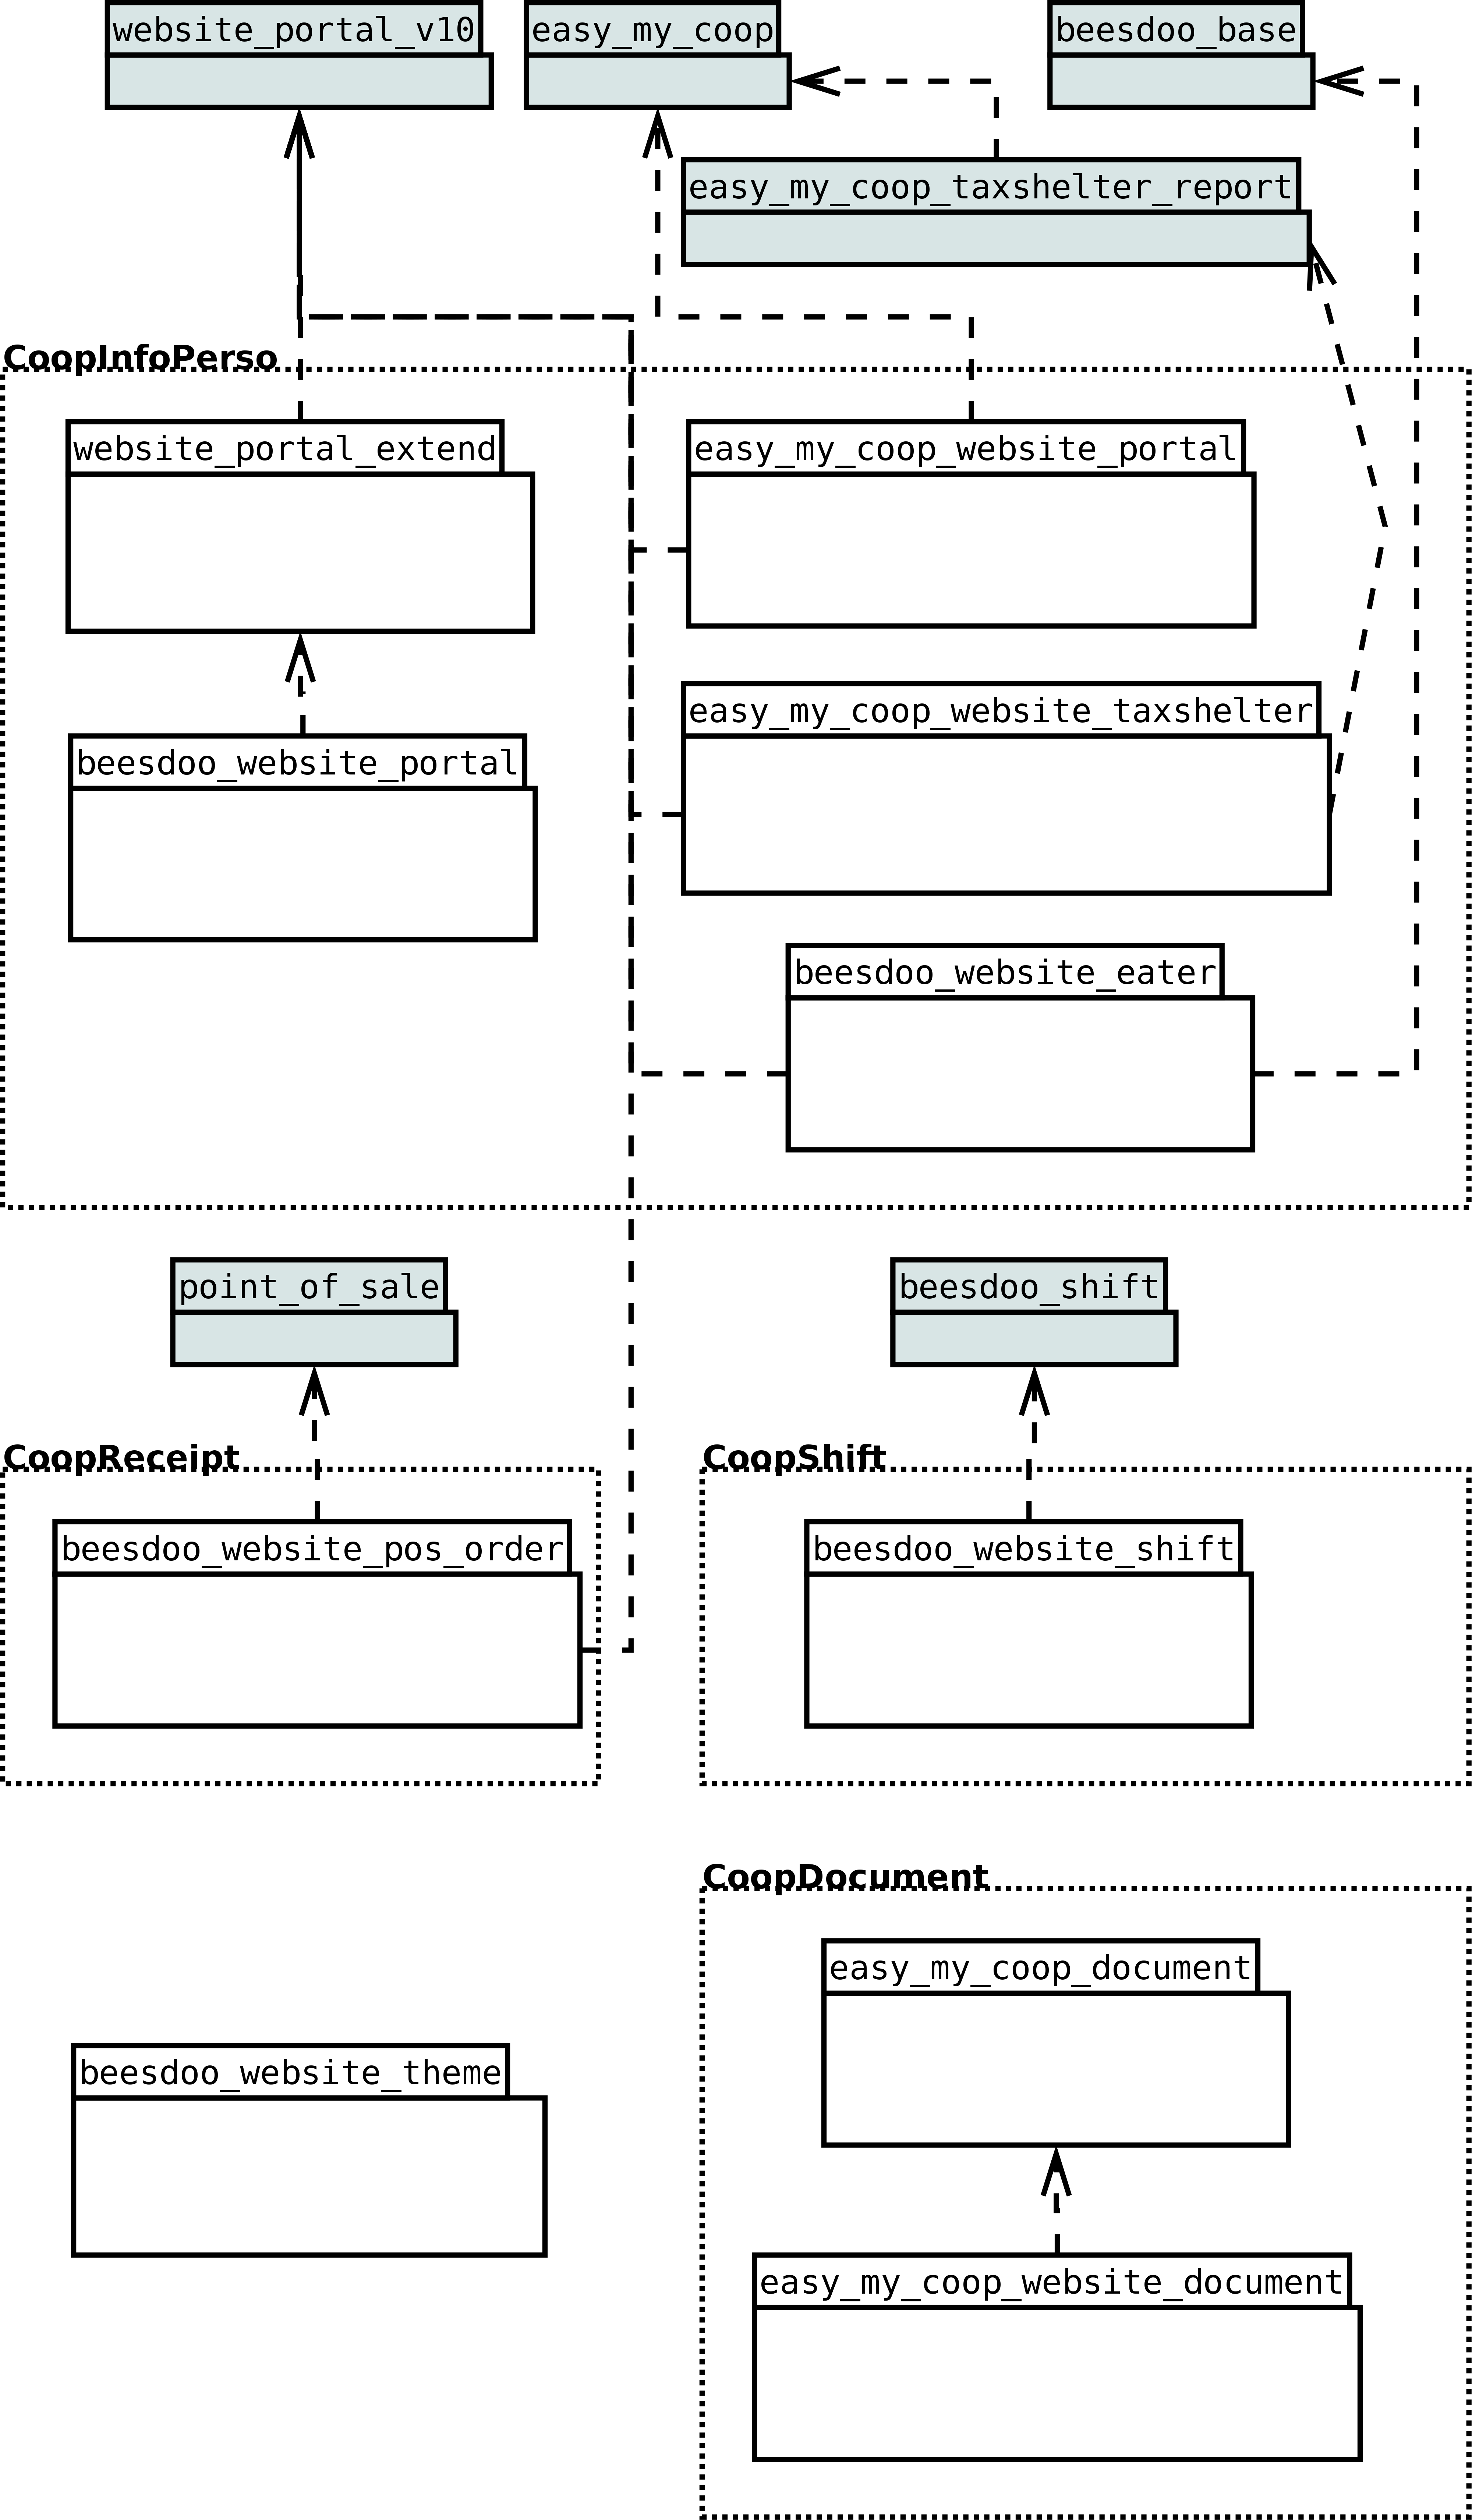 website_portal_v10
easy_my_coop
beesdoo_base
easy_my_coop_taxshelter_report
CoopInfoPerso
website_portal_extend
easy_my_coop_website_portal
easy_my_coop_website_taxshelter
beesdoo_website_portal
beesdoo_website_eater
point_of_sale
beesdoo_shift
CoopReceipt
CoopShift
beesdoo_website_pos_order
beesdoo_website_shift
CoopDocument
easy_my_coop_document
beesdoo_website_theme
easy_my_coop_website_document